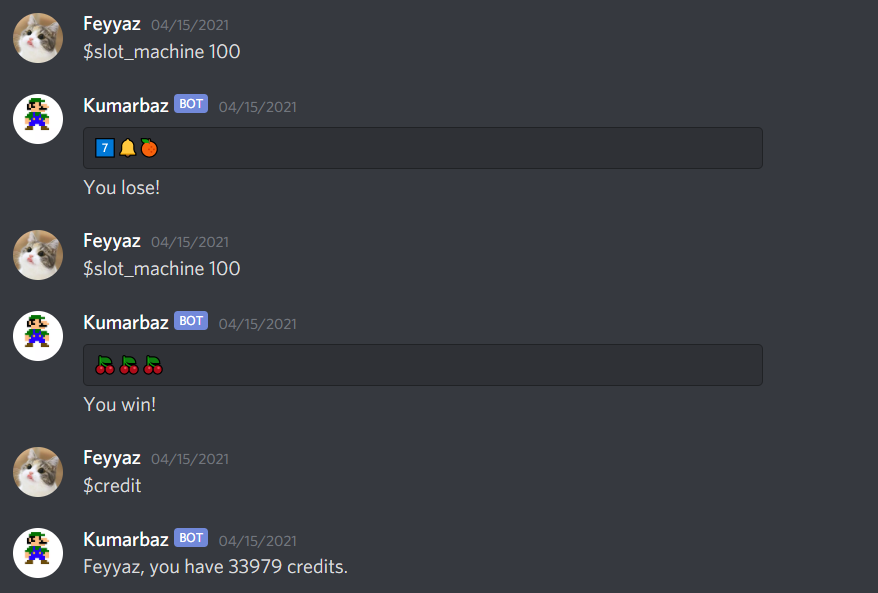 Feyyaz 04/15/2021
$slot_machine 100
Kumarbaz BOT 04/15/2021
7️⃣🔔🍊
You lose!
Feyyaz 04/15/2021
$slot_machine 100
Kumarbaz BOT 04/15/2021
🍒🍒🍒
You win!
Feyyaz 04/15/2021
$credit
Kumarbaz BOT 04/15/2021
Feyyaz, you have 33979 credits.